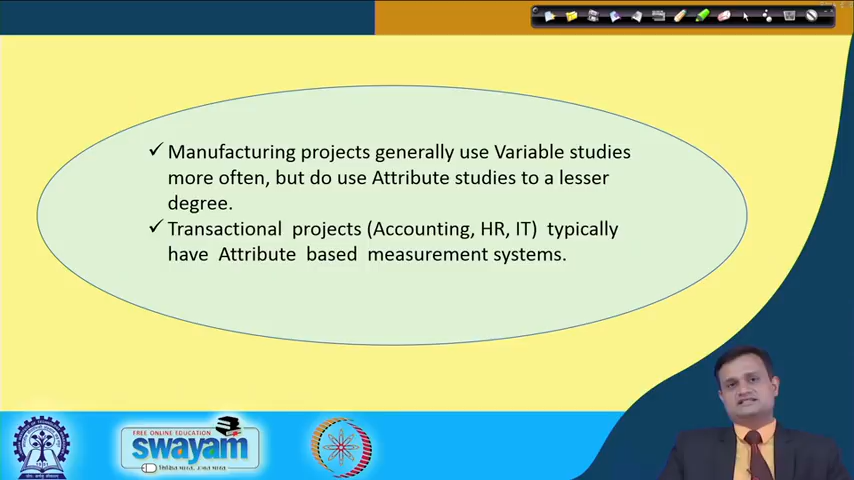 ✓ Manufacturing projects generally use Variable studies
more often, but do use Attribute studies to a lesser
degree.
✓ Transactional projects (Accounting, HR, IT) typically
have Attribute based measurement systems.
FREE ONLINE EDUCATION
swayam